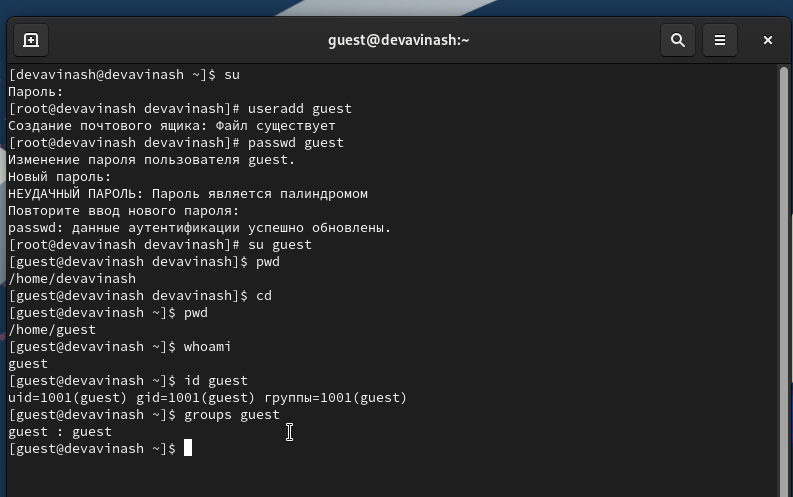 guest@devavinash:~
[devavinash@devavinash ~]$ su
Пароль:
[root@devavinash devavinash]# useradd guest
Создание почтового ящика: Файл существует
[root@devavinash devavinash]# passwd guest
Изменение пароля пользователя guest.
Новый пароль:
НЕУДАЧНЫЙ ПАРОЛЬ: Пароль является палиндромом
Повторите ввод нового пароля:
passwd: данные аутентификации успешно обновлены.
[root@devavinash devavinash]# su guest
[guest@devavinash devavinash]$ pwd
/home/devavinash
[guest@devavinash devavinash]$ cd
[guest@devavinash ~]$ pwd
/home/guest
[guest@devavinash ~]$ whoami
guest
[guest@devavinash ~]$ id guest
uid=1001(guest) gid=1001(guest) группы=1001(guest)
[guest@devavinash ~]$ groups guest
guest : guest
[guest@devavinash ~]$